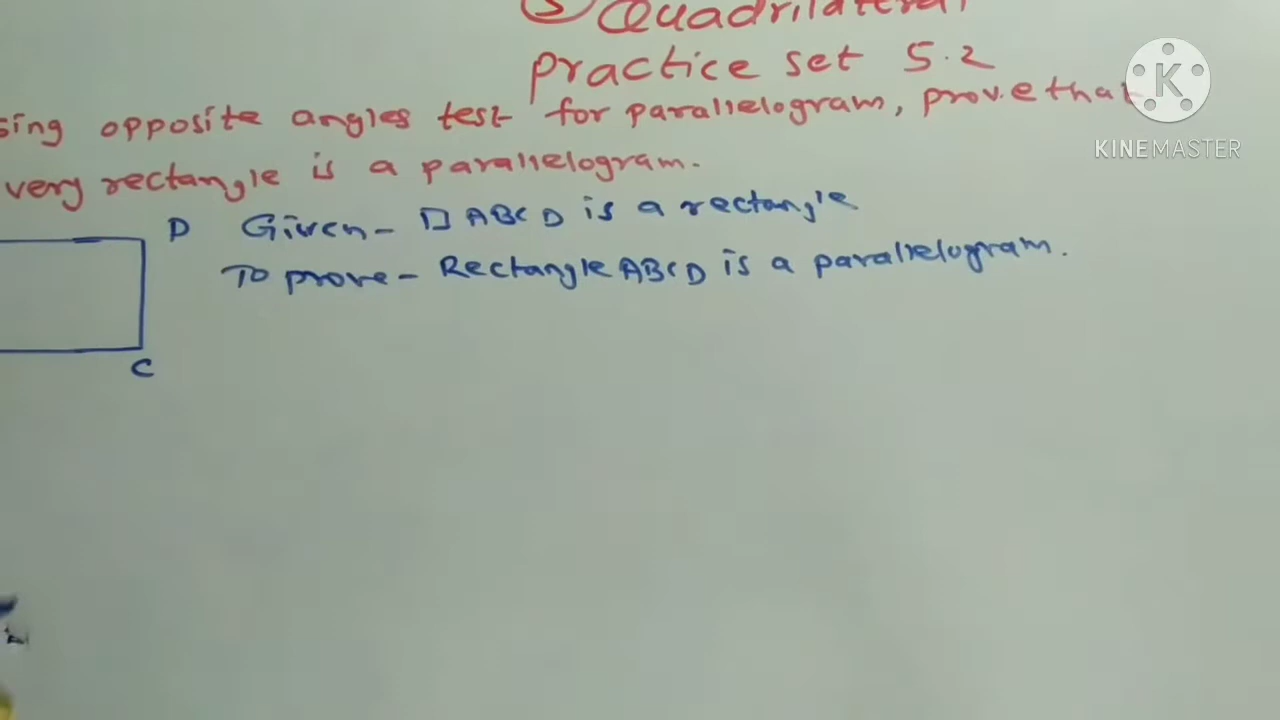 ⑤ Quadrilateral
practice set 5.2
sing opposite angles test for parallelogram, prove that
very rectangle is a parallelogram.
D Given- □ ABCD is a rectangle
To prove- Rectangle ABCD is a parallelogram.
C
K
KINEMASTER